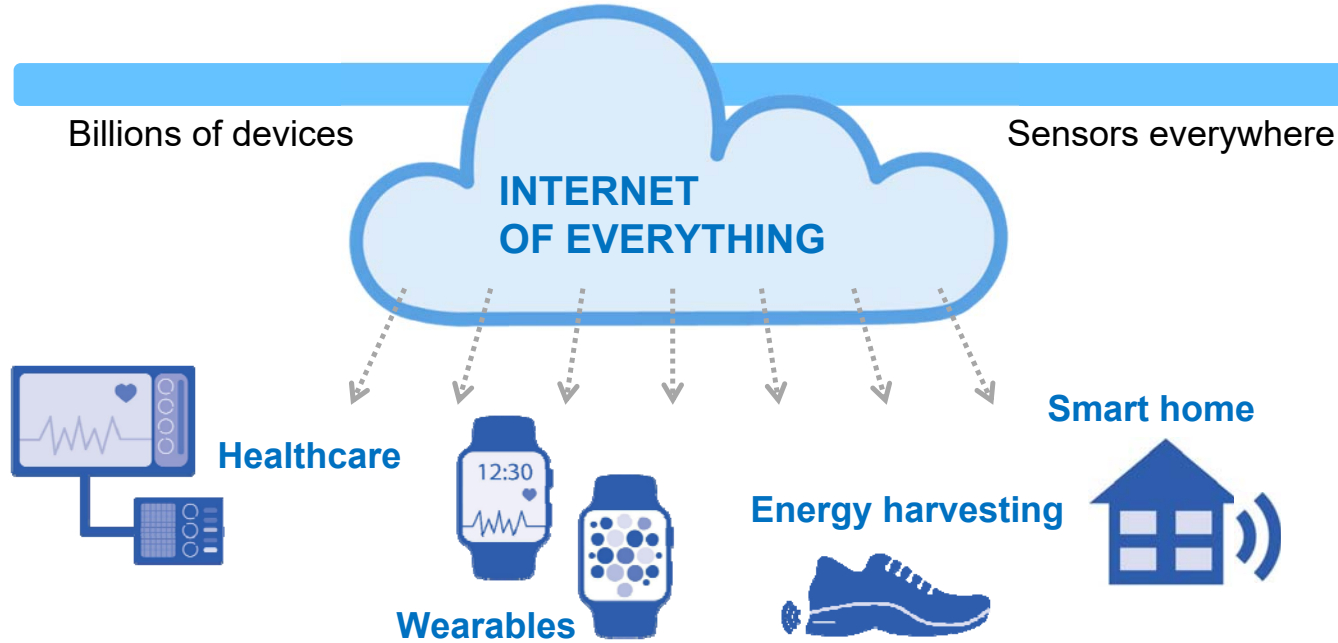 Billions of devices
Sensors everywhere
INTERNET
OF EVERYTHING
Smart home
Healthcare
12:30
Energy harvesting
Wearables